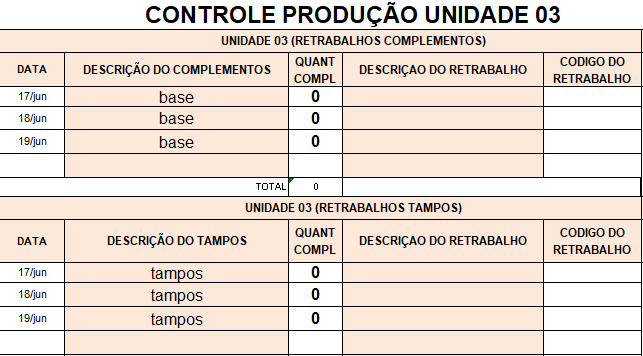 CONTROLE PRODUÇÃO UNIDADE 03
UNIDADE 03 (RETRABALHOS COMPLEMENTOS)
DATA DESCRIÇÃO DO COMPLEMENTOS QUANT COMPL DESCRIÇAO DO RETRABALHO CODIGO DO RETRABALHO
17/jun base 0
18/jun base 0
19/jun base 0
TOTAL 0
UNIDADE 03 (RETRABALHOS TAMPOS)
DATA DESCRIÇÃO DO TAMPOS QUANT COMPL DESCRIÇAO DO RETRABALHO CODIGO DO RETRABALHO
17/jun tampos 0
18/jun tampos 0
19/jun tampos 0